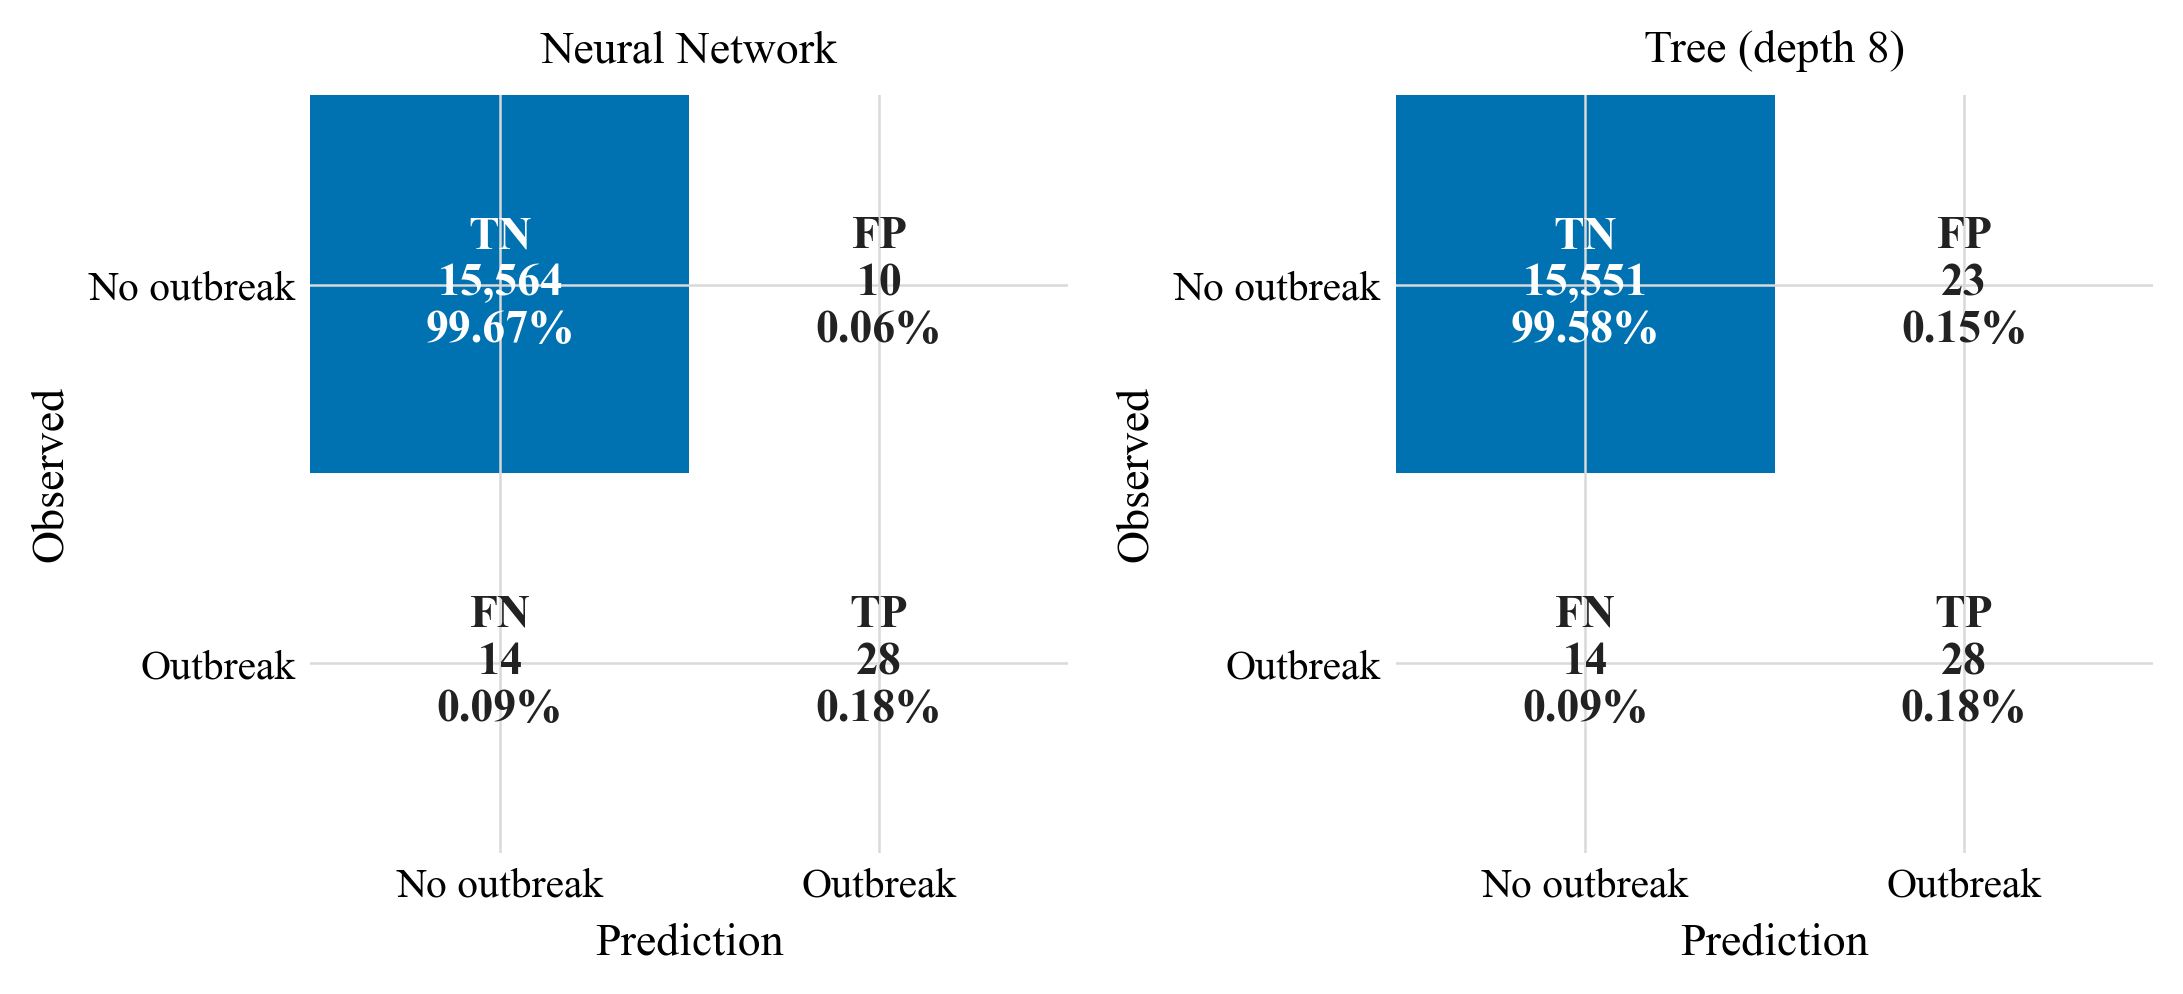 Neural Network
Observed
No outbreak
TN
15,564
99.67%
FP
10
0.06%
Outbreak
FN
14
0.09%
TP
28
0.18%
No outbreak
Outbreak
Prediction
Tree (depth 8)
Observed
No outbreak
TN
15,551
99.58%
FP
23
0.15%
Outbreak
FN
14
0.09%
TP
28
0.18%
No outbreak
Outbreak
Prediction